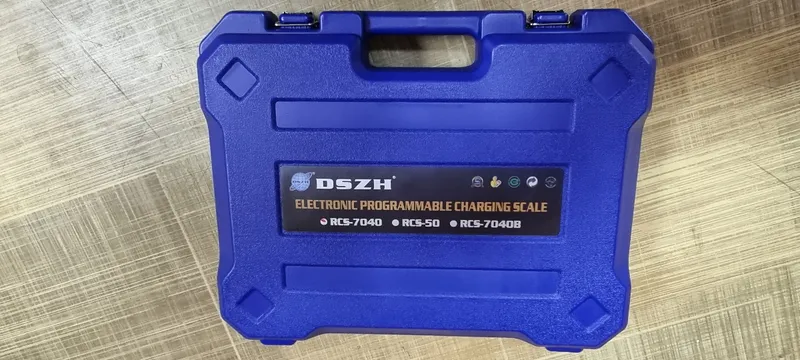 DSZH®
ELECTRONIC PROGRAMMABLE CHARGING SCALE
RCS-7040 RCS-50 RCS-7040B